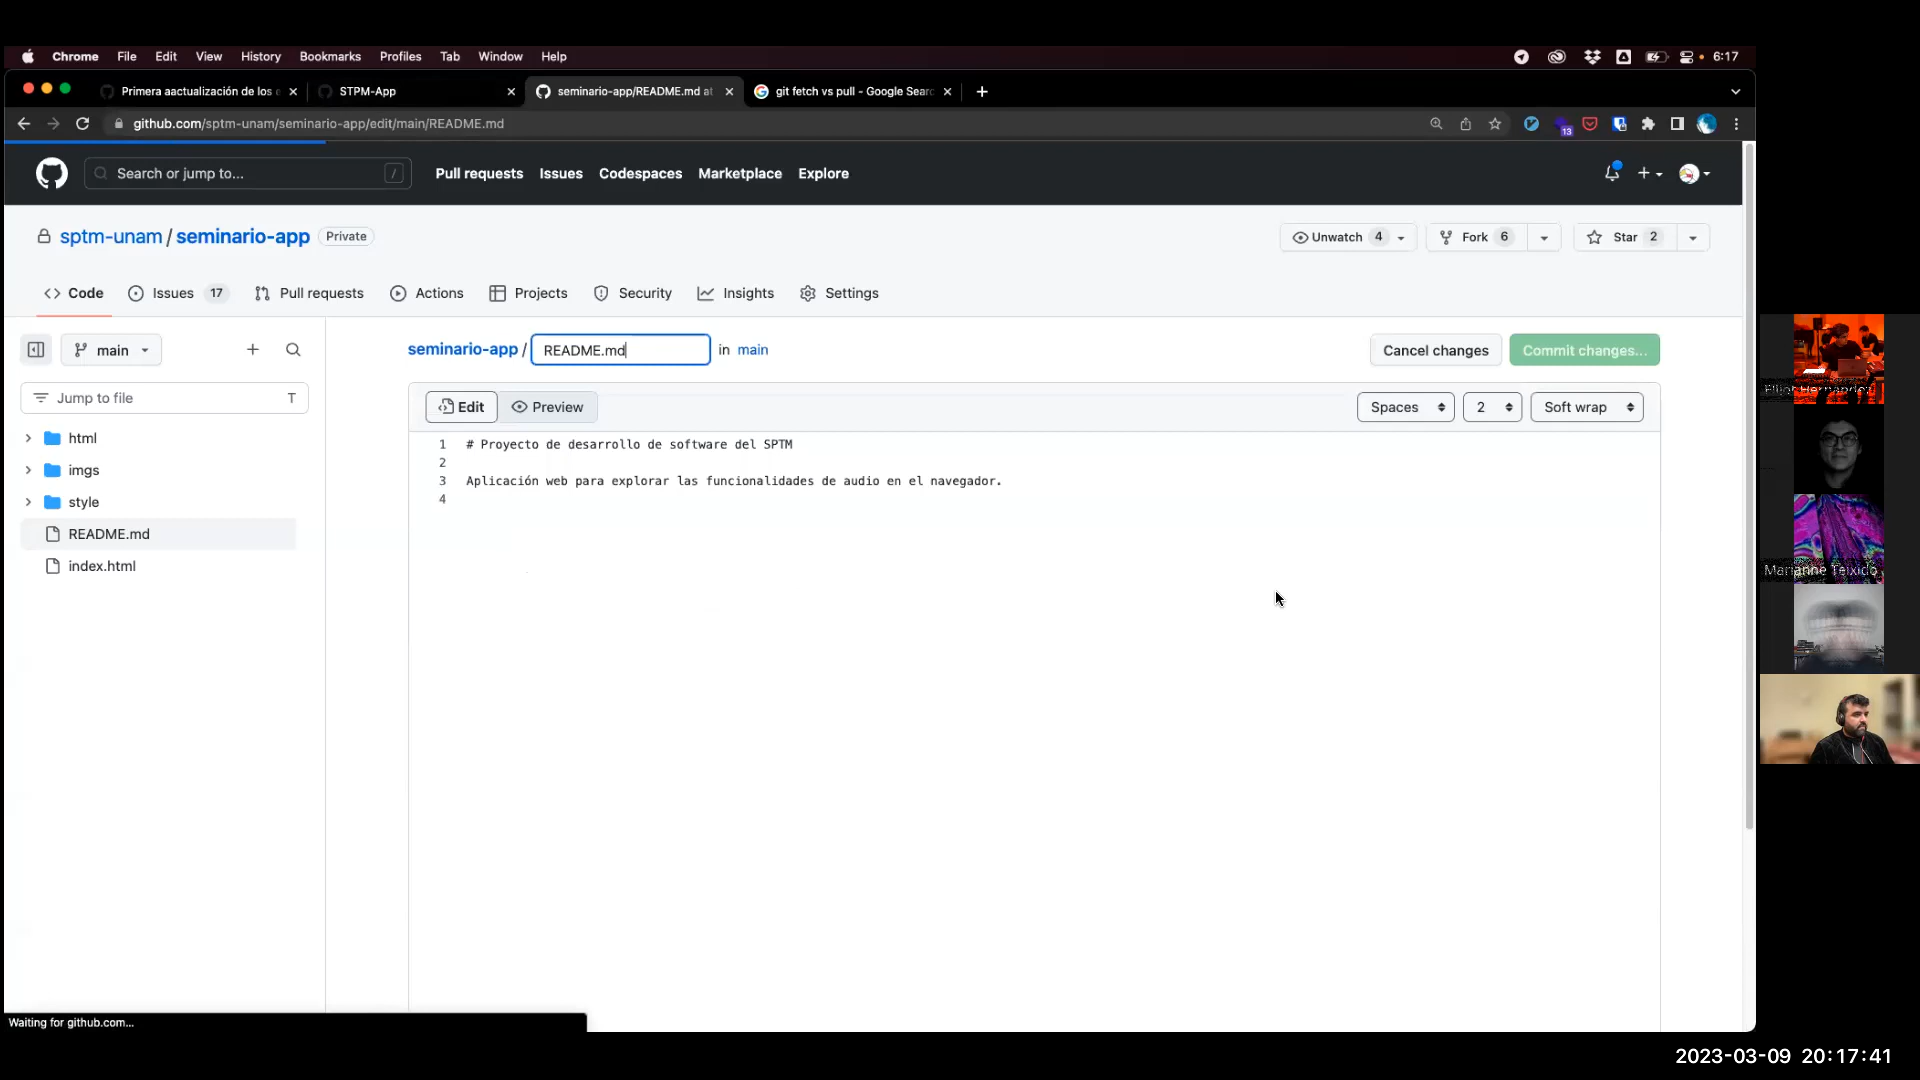 Chrome File Edit View History Bookmarks Profiles Tab Window Help 6:17
Primera aactualización de los e
STPM-App
seminario-app/README.md at
git fetch vs pull - Google Searc
github.com/sptm-unam/seminario-app/edit/main/README.md
13
Search or jump to... /
Pull requests Issues Codespaces Marketplace Explore
sptm-unam / seminario-app Private
Unwatch 4 Fork 6 Star 2
Code Issues 17 Pull requests Actions Projects Security Insights Settings
main
seminario-app / README.md in main
Cancel changes Commit changes...
Jump to file T
Edit Preview
Spaces 2 Soft wrap
html
imgs
style
README.md
index.html
1 # Proyecto de desarrollo de software del SPTM
2
3 Aplicación web para explorar las funcionalidades de audio en el navegador.
4
Elliot Hernández
Marianne Teixido
Waiting for github.com...
2023-03-09 20:17:41